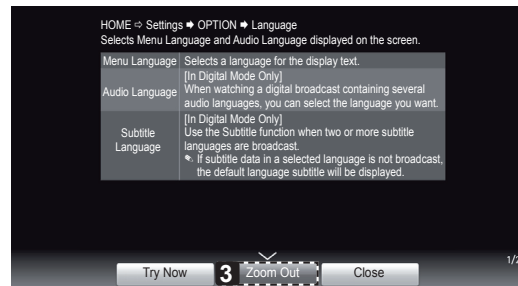 HOME ⇨ Settings ➡ OPTION ➡ Language
Selects Menu Language and Audio Language displayed on the screen.
Menu Language Selects a language for the display text.
[In Digital Mode Only]
Audio Language When watching a digital broadcast containing several
audio languages, you can select the language you want.
[In Digital Mode Only]
Subtitle Use the Subtitle function when two or more subtitle
Language languages are broadcast.
If subtitle data in a selected language is not broadcast,
the default language subtitle will be displayed.
1/2
Try Now 3 Zoom Out Close